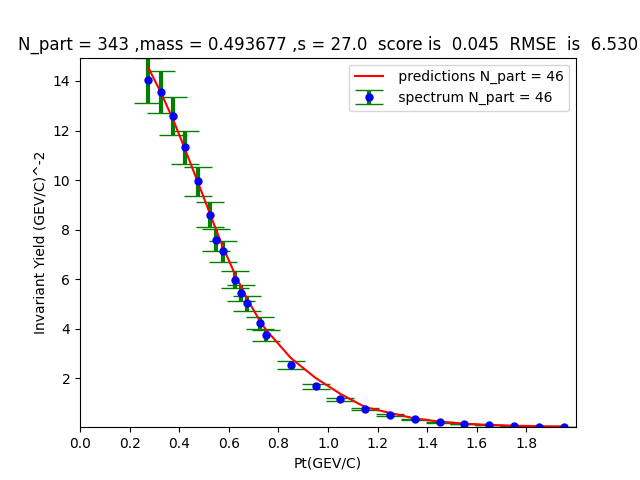 N_part = 343 ,mass = 0.493677 ,s = 27.0  score is  0.045  RMSE  is  6.530
predictions N_part = 46
spectrum N_part = 46
Invariant Yield (GEV/C)^-2
14
12
10
8
6
4
2
0.0 0.2 0.4 0.6 0.8 1.0 1.2 1.4 1.6 1.8
Pt(GEV/C)